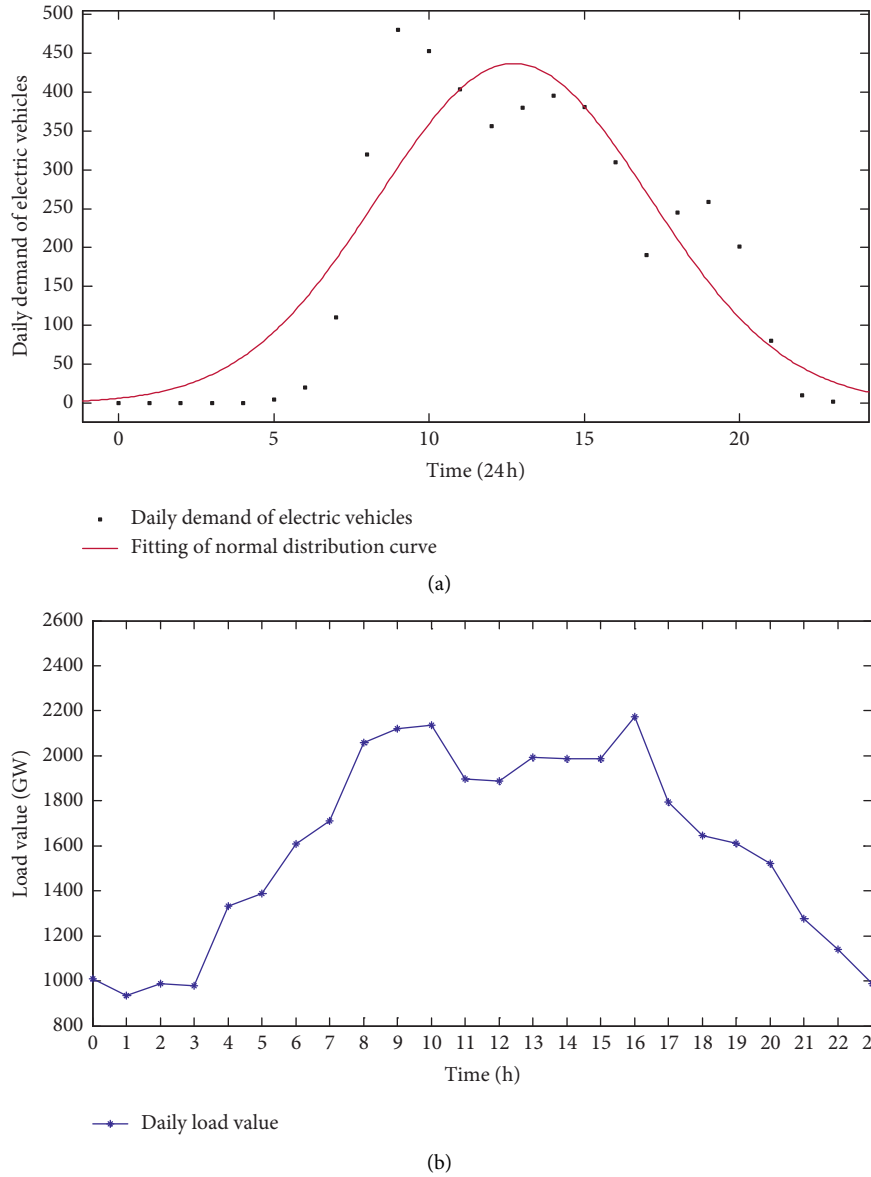 500
450
400
350
300
250
200
150
100
50
0
Daily demand of electric vehicles
0 5 10 15 20
Time (24 h)
Daily demand of electric vehicles
Fitting of normal distribution curve
(a)
2600
2400
2200
2000
1800
1600
1400
1200
1000
800
Load value (GW)
0 1 2 3 4 5 6 7 8 9 10 11 12 13 14 15 16 17 18 19 20 21 22 2
Time (h)
Daily load value
(b)